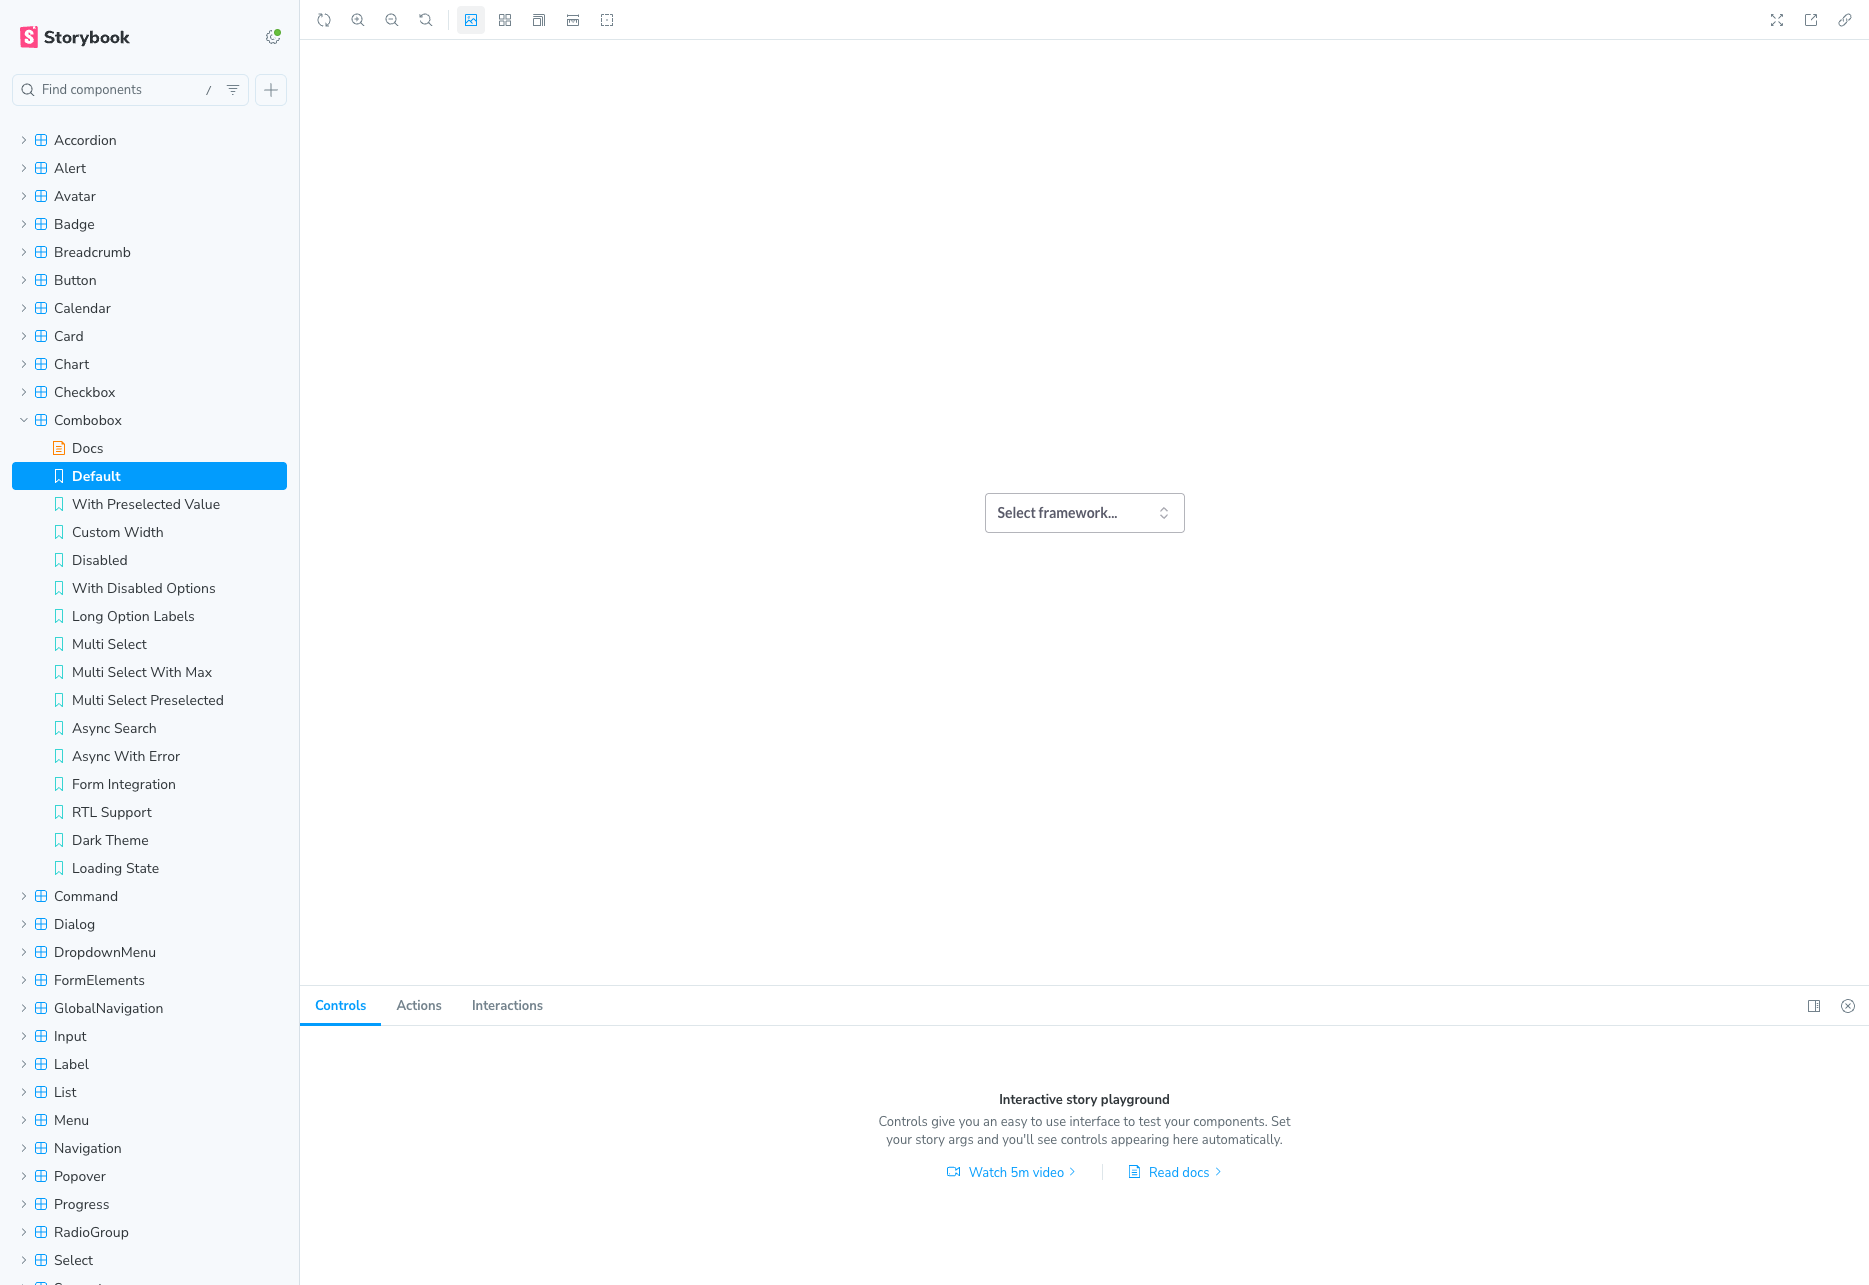 Storybook
Find components
/
Accordion
Alert
Avatar
Badge
Breadcrumb
Button
Calendar
Card
Chart
Checkbox
Combobox
Docs
Default
With Preselected Value
Custom Width
Disabled
With Disabled Options
Long Option Labels
Multi Select
Multi Select With Max
Multi Select Preselected
Async Search
Async With Error
Form Integration
RTL Support
Dark Theme
Loading State
Command
Dialog
DropdownMenu
FormElements
GlobalNavigation
Input
Label
List
Menu
Navigation
Popover
Progress
RadioGroup
Select
Select framework...
Controls
Actions
Interactions
Interactive story playground
Controls give you an easy to use interface to test your components. Set
your story args and you'll see controls appearing here automatically.
Watch 5m video
Read docs